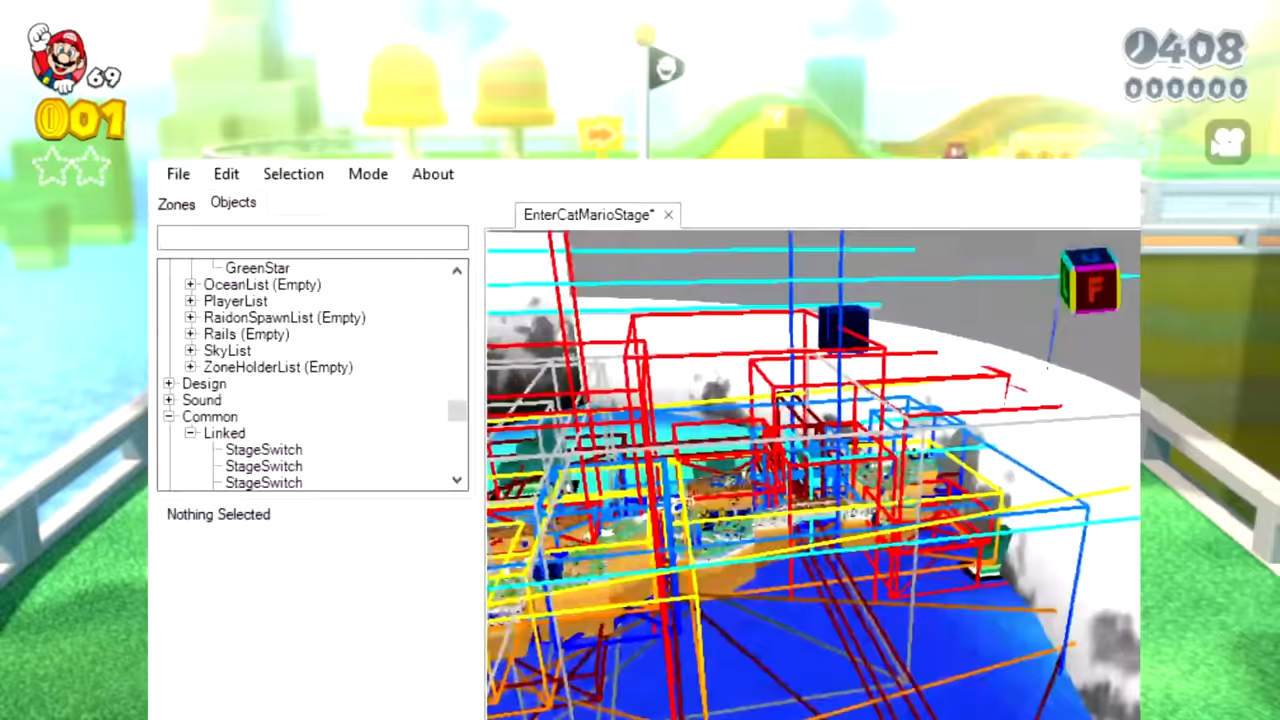 69
408
001
000000
File Edit Selection Mode About
Zones Objects
EnterCatMarioStage*
GreenStar
OceanList (Empty)
PlayerList
RaidonSpawnList (Empty)
Rails (Empty)
SkyList
ZoneHolderList (Empty)
Design
Sound
Common
Linked
StageSwitch
StageSwitch
StageSwitch
Nothing Selected
F